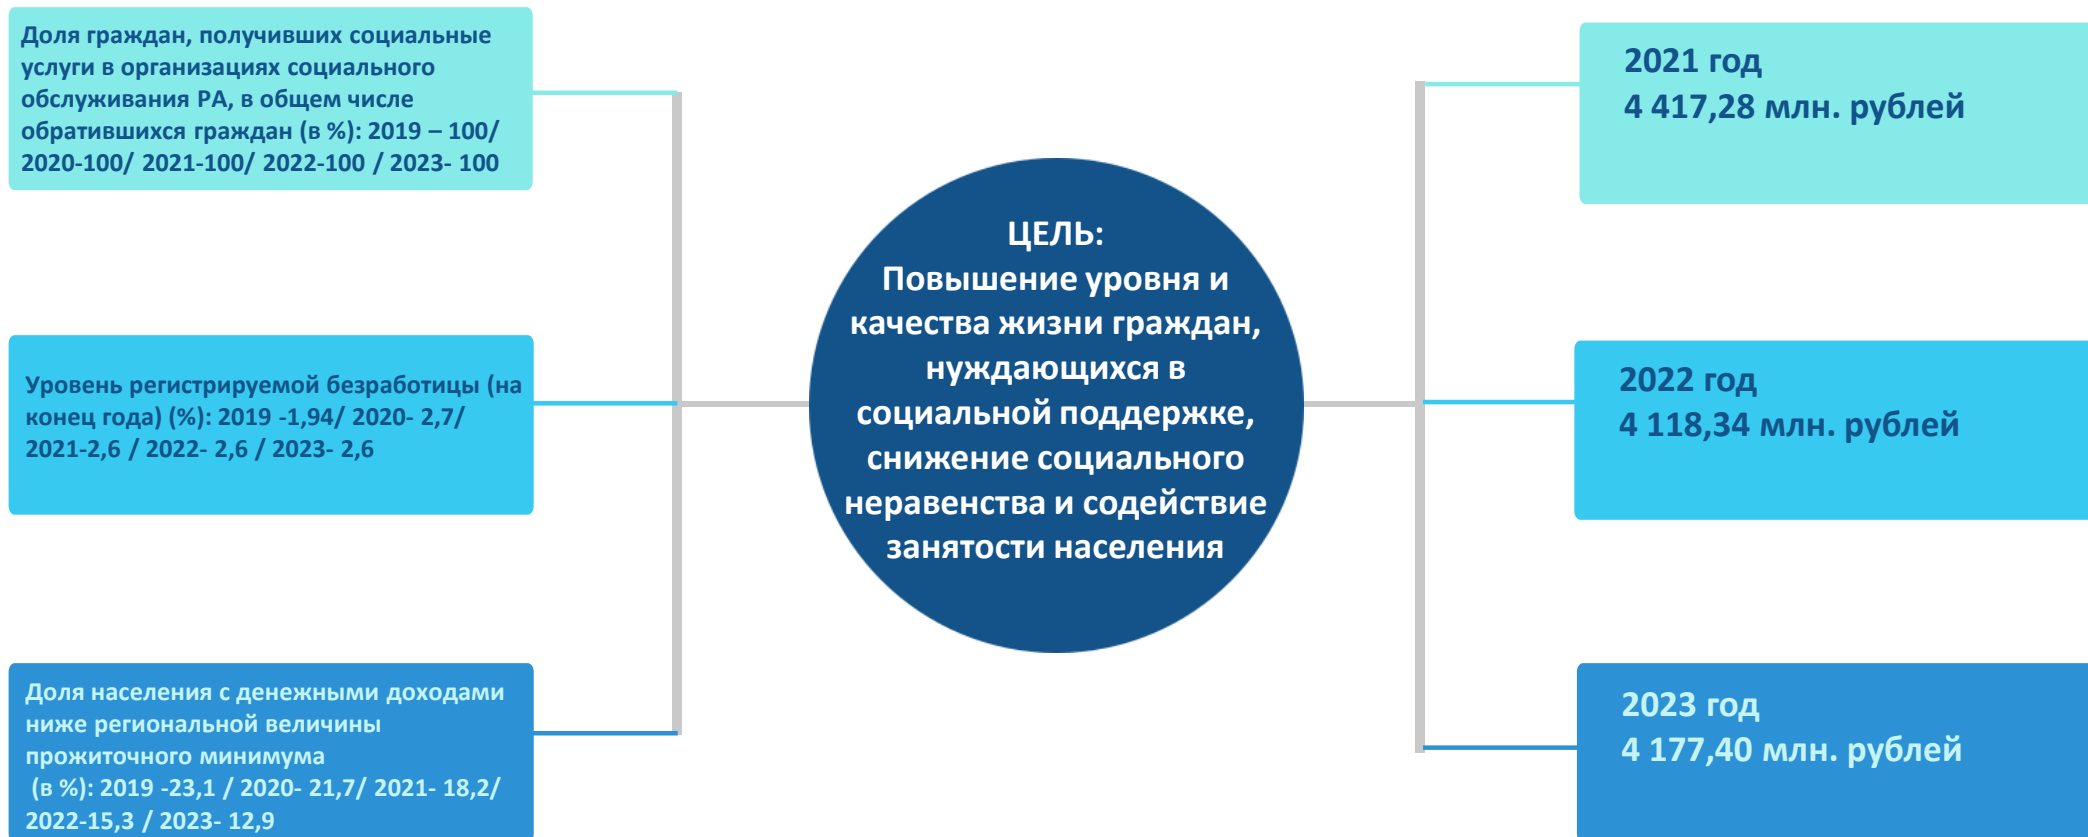 Доля граждан, получивших социальные
услуги в организациях социального
обслуживания РА, в общем числе
обратившихся граждан (в %): 2019 – 100/
2020-100/ 2021-100/ 2022-100 / 2023- 100
Уровень регистрируемой безработицы (на
конец года) (%): 2019 -1,94/ 2020- 2,7/
2021-2,6 / 2022- 2,6 / 2023- 2,6
Доля населения с денежными доходами
ниже региональной величины
прожиточного минимума
(в %): 2019 -23,1 / 2020- 21,7/ 2021- 18,2/
2022-15,3 / 2023- 12,9
ЦЕЛЬ:
Повышение уровня и
качества жизни граждан,
нуждающихся в
социальной поддержке,
снижение социального
неравенства и содействие
занятости населения
2021 год
4 417,28 млн. рублей
2022 год
4 118,34 млн. рублей
2023 год
4 177,40 млн. рублей